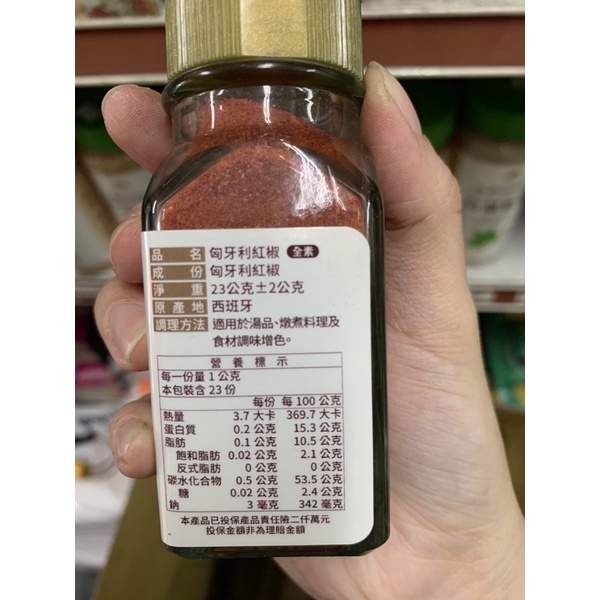 品名 匈牙利紅椒 全素
成份 匈牙利紅椒
淨重 23公克±2公克
原產地 西班牙
調理方法 適用於湯品、燉煮料理及
食材調味增色。
營養標示
每一份量 1 公克
本包裝含 23 份
每份 每 100 公克
熱量 3.7 大卡 369.7 大卡
蛋白質 0.2 公克 15.3 公克
脂肪 0.1 公克 10.5 公克
飽和脂肪 0.02 公克 2.1 公克
反式脂肪 0 公克 0 公克
碳水化合物 0.5 公克 53.5 公克
糖 0.02 公克 2.4 公克
鈉 3 毫克 342 毫克
本產品已投保產品責任險二仟萬元
投保金額非為理賠金額